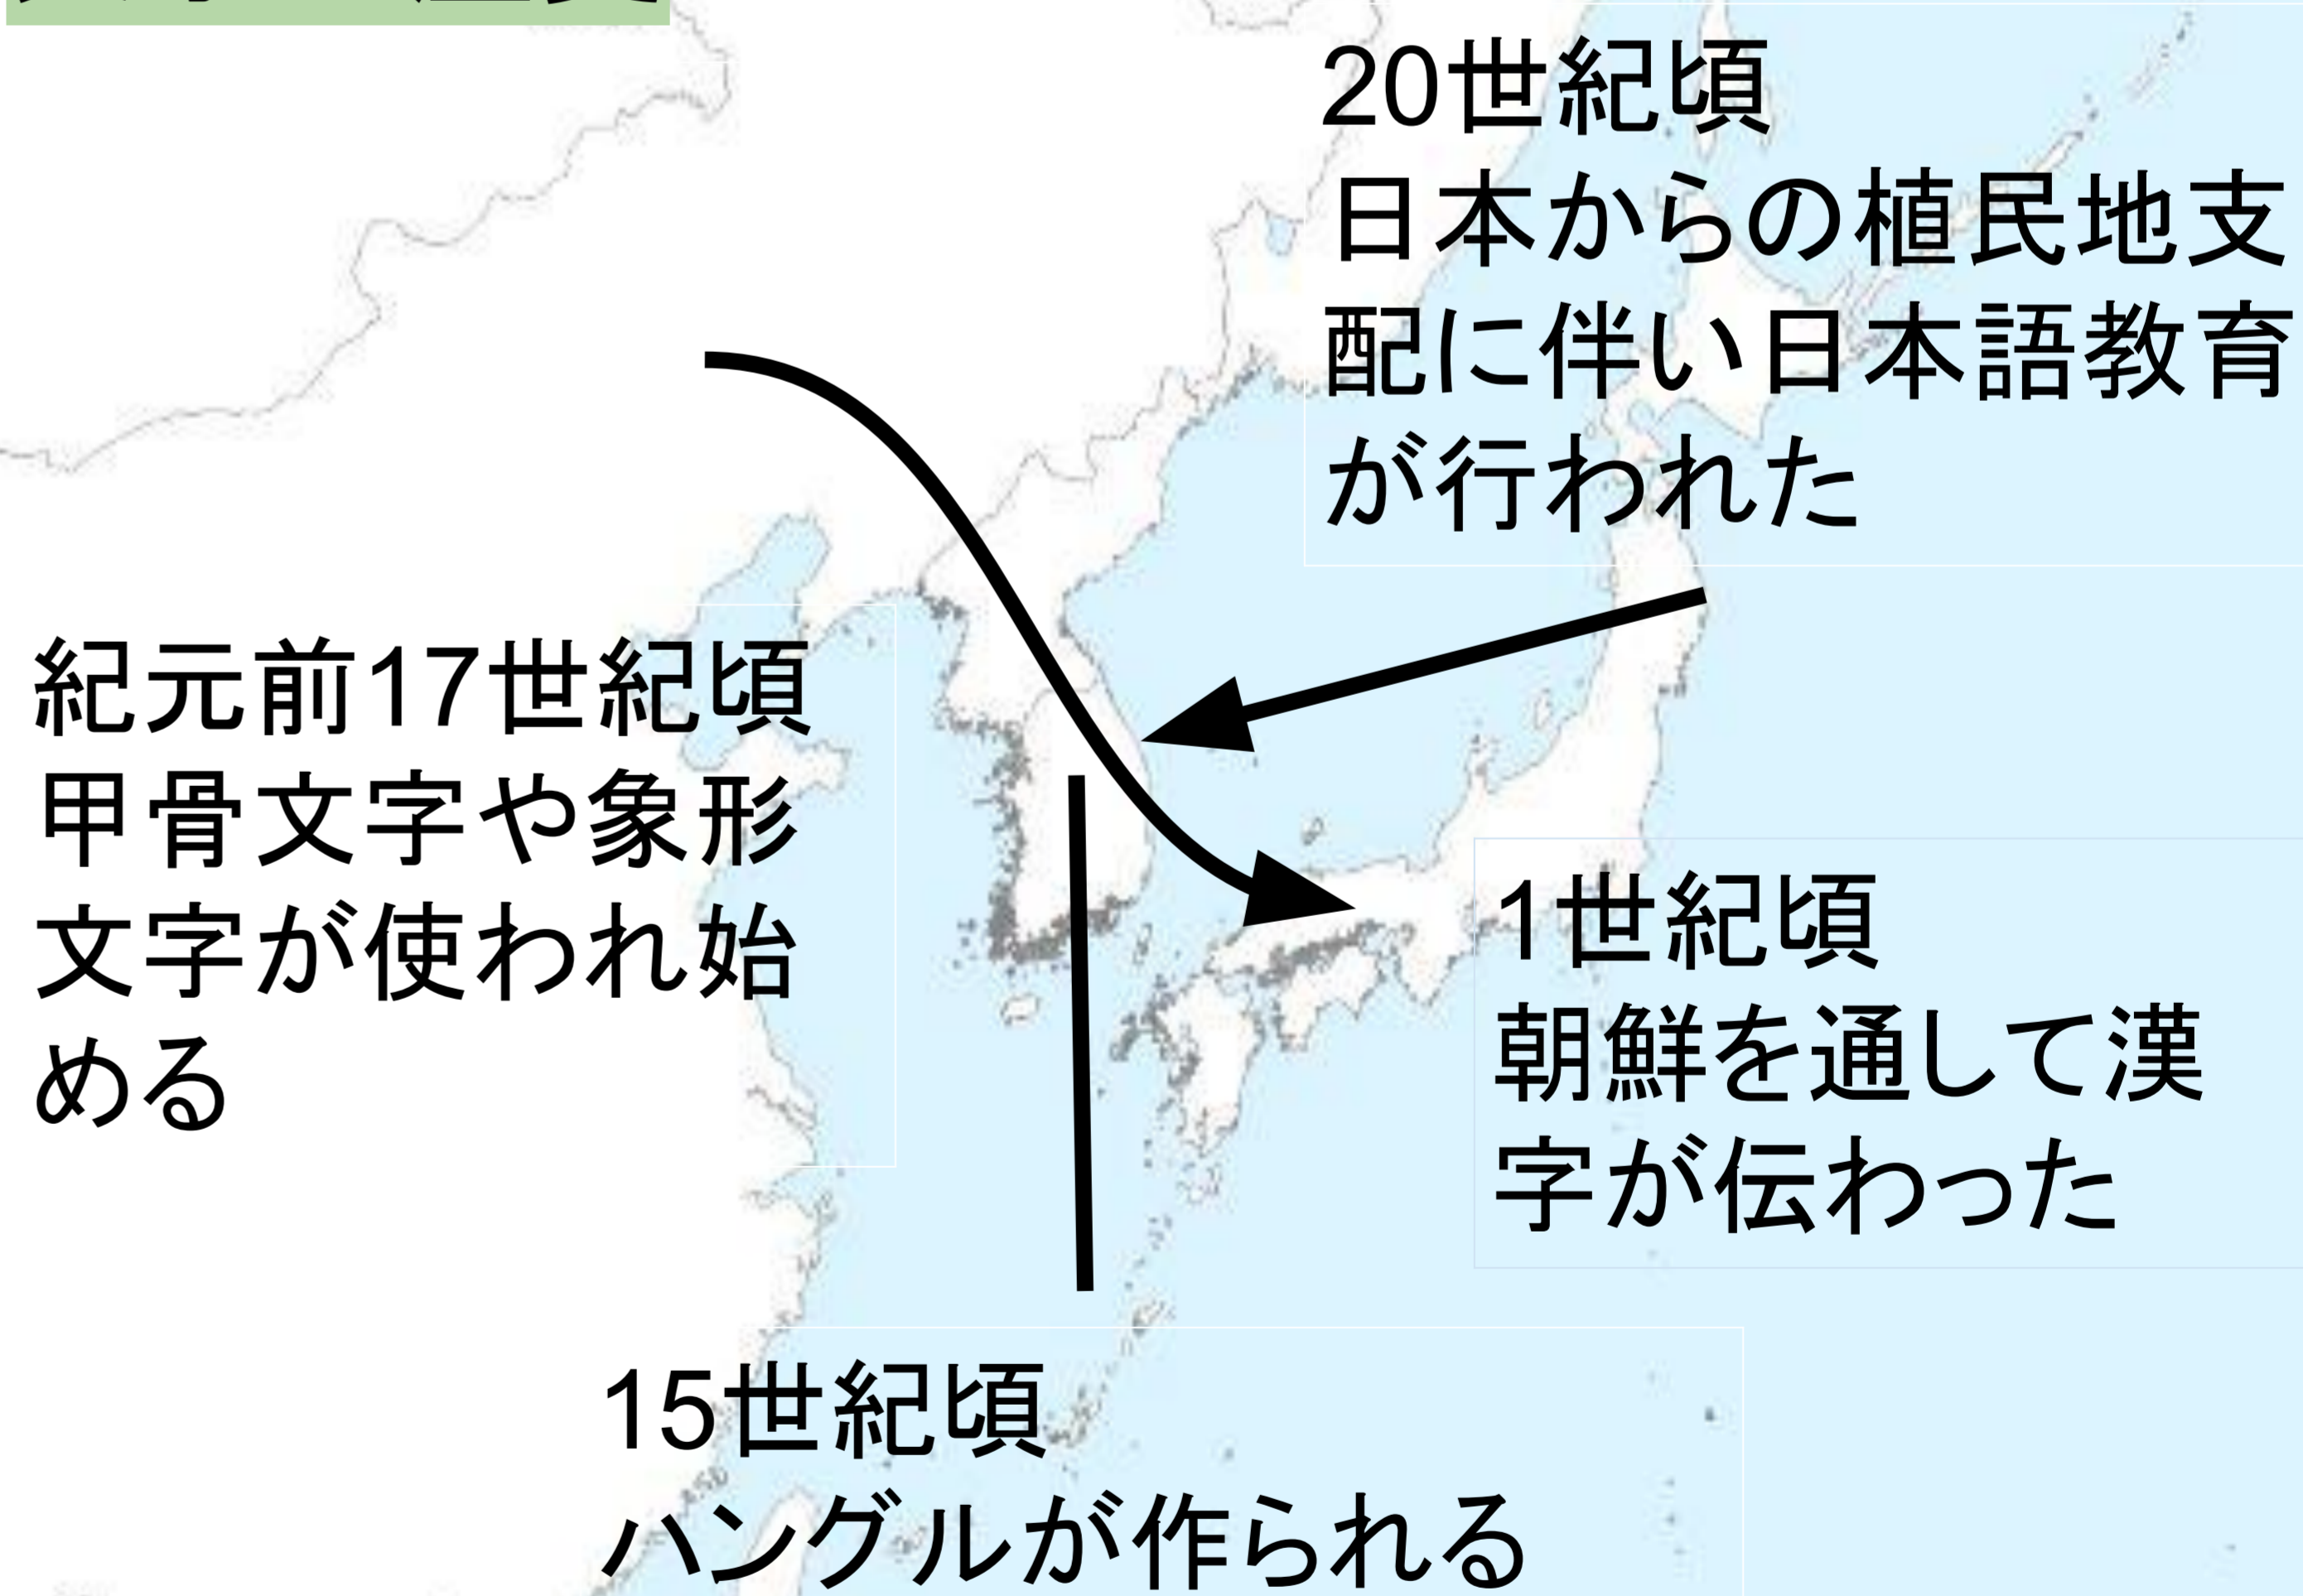 20世紀頃
日本からの植民地支
配に伴い日本語教育
が行われた
紀元前17世紀頃
甲骨文字や象形
文字が使われ始
める
1世紀頃
朝鮮を通して漢
字が伝わった
15世紀頃
ハングルが作られる